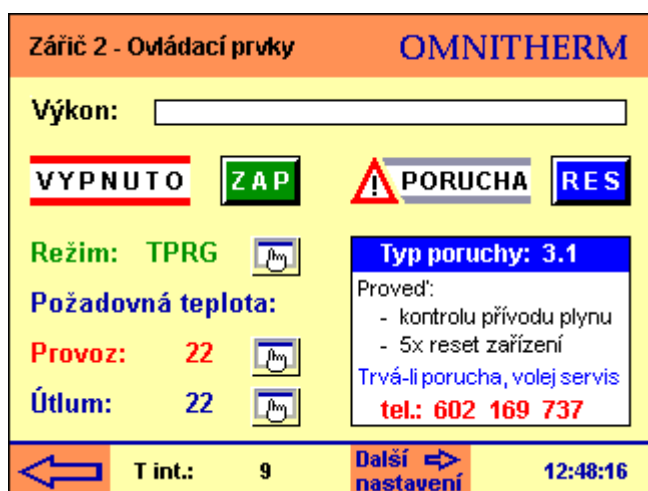 Zářič 2 - Ovládací prvky OMNITHERM
Výkon:
VYPNUTO ZAP PORUCHA RES
Režim: TPRG
Požadovná teplota:
Provoz: 22
Útlum: 22
Typ poruchy: 3.1
Proveď:
- kontrolu přívodu plynu
- 5x reset zařízení
Trvá-li porucha, volej servis
tel.: 602 169 737
T int.: 9
Další
nastavení
12:48:16